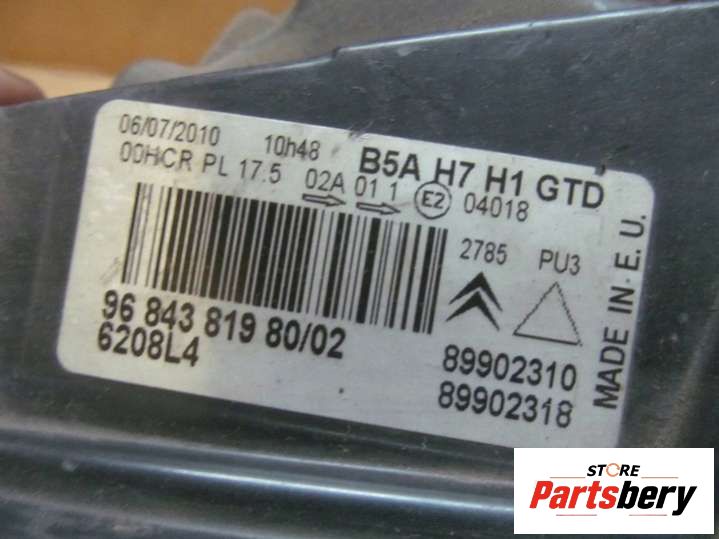 06/07/2010 10h48 B5A H7 H1 GTD
00HCR PL 17.5 02A 01 1 E2 04018
2785 PU3
96 843 819 80/02
6208L4
89902310
89902318
MADE IN E.U.
STORE
Partsbery